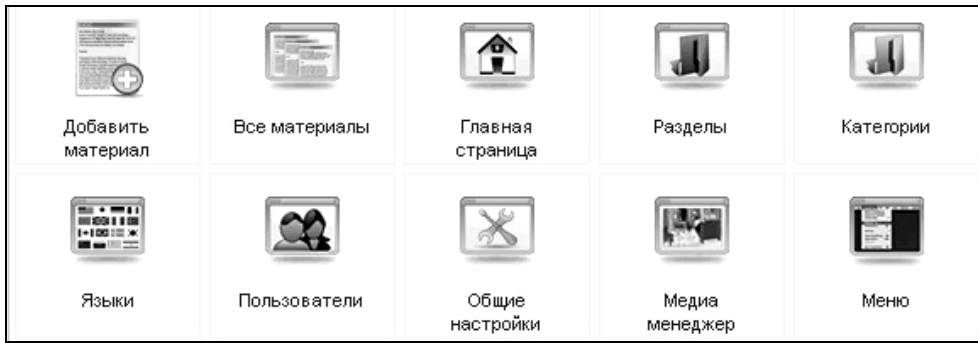 Добавить
материал
Все материалы
Главная
страница
Разделы
Категории
Языки
Пользователи
Общие
настройки
Медиа
менеджер
Меню